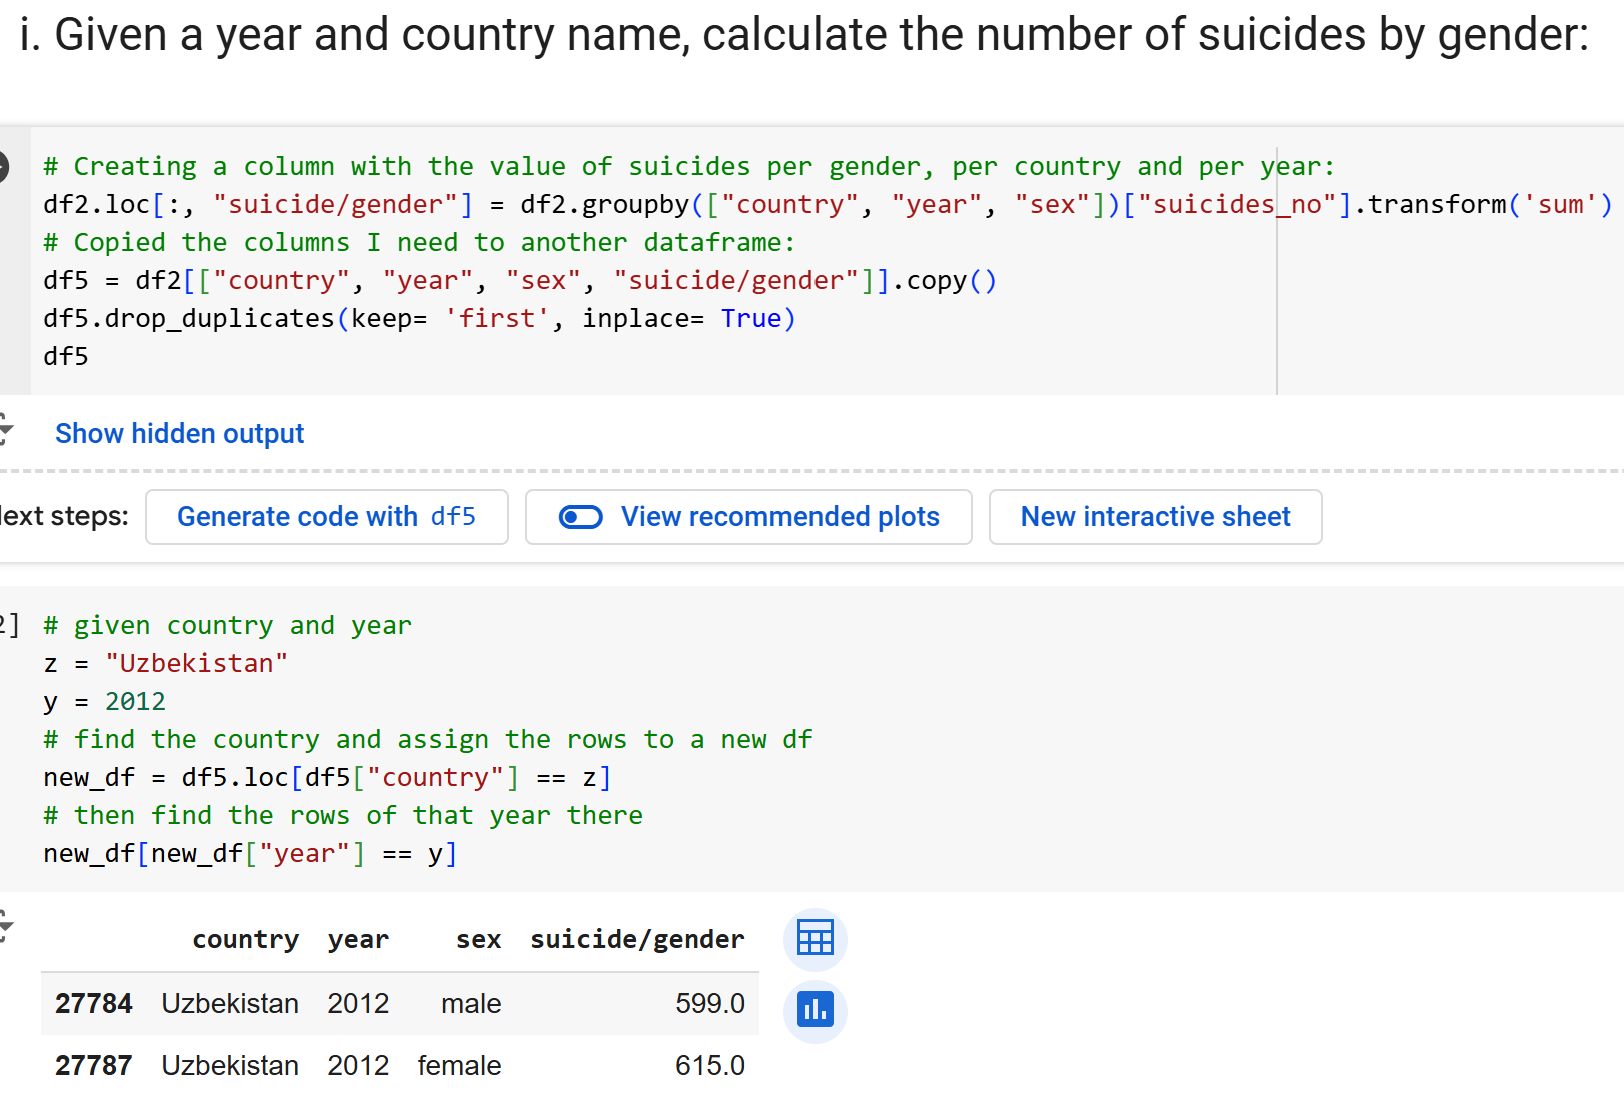 i. Given a year and country name, calculate the number of suicides by gender:
# Creating a column with the value of suicides per gender, per country and per year:
df2.loc[:, "suicide/gender"] = df2.groupby(["country", "year", "sex"])["suicides_no"].transform('sum')
# Copied the columns I need to another dataframe:
df5 = df2[["country", "year", "sex", "suicide/gender"]].copy()
df5.drop_duplicates(keep= 'first', inplace= True)
df5
Show hidden output
ext steps: Generate code with df5 View recommended plots New interactive sheet
2] # given country and year
z = "Uzbekistan"
y = 2012
# find the country and assign the rows to a new df
new_df = df5.loc[df5["country"] == z]
# then find the rows of that year there
new_df[new_df["year"] == y]
country year sex suicide/gender
27784 Uzbekistan 2012 male 599.0
27787 Uzbekistan 2012 female 615.0